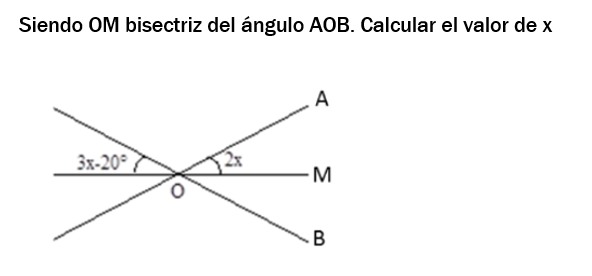 Siendo OM bisectriz del ángulo AOB. Calcular el valor de x
A
3x-20° 2x
M
O
B